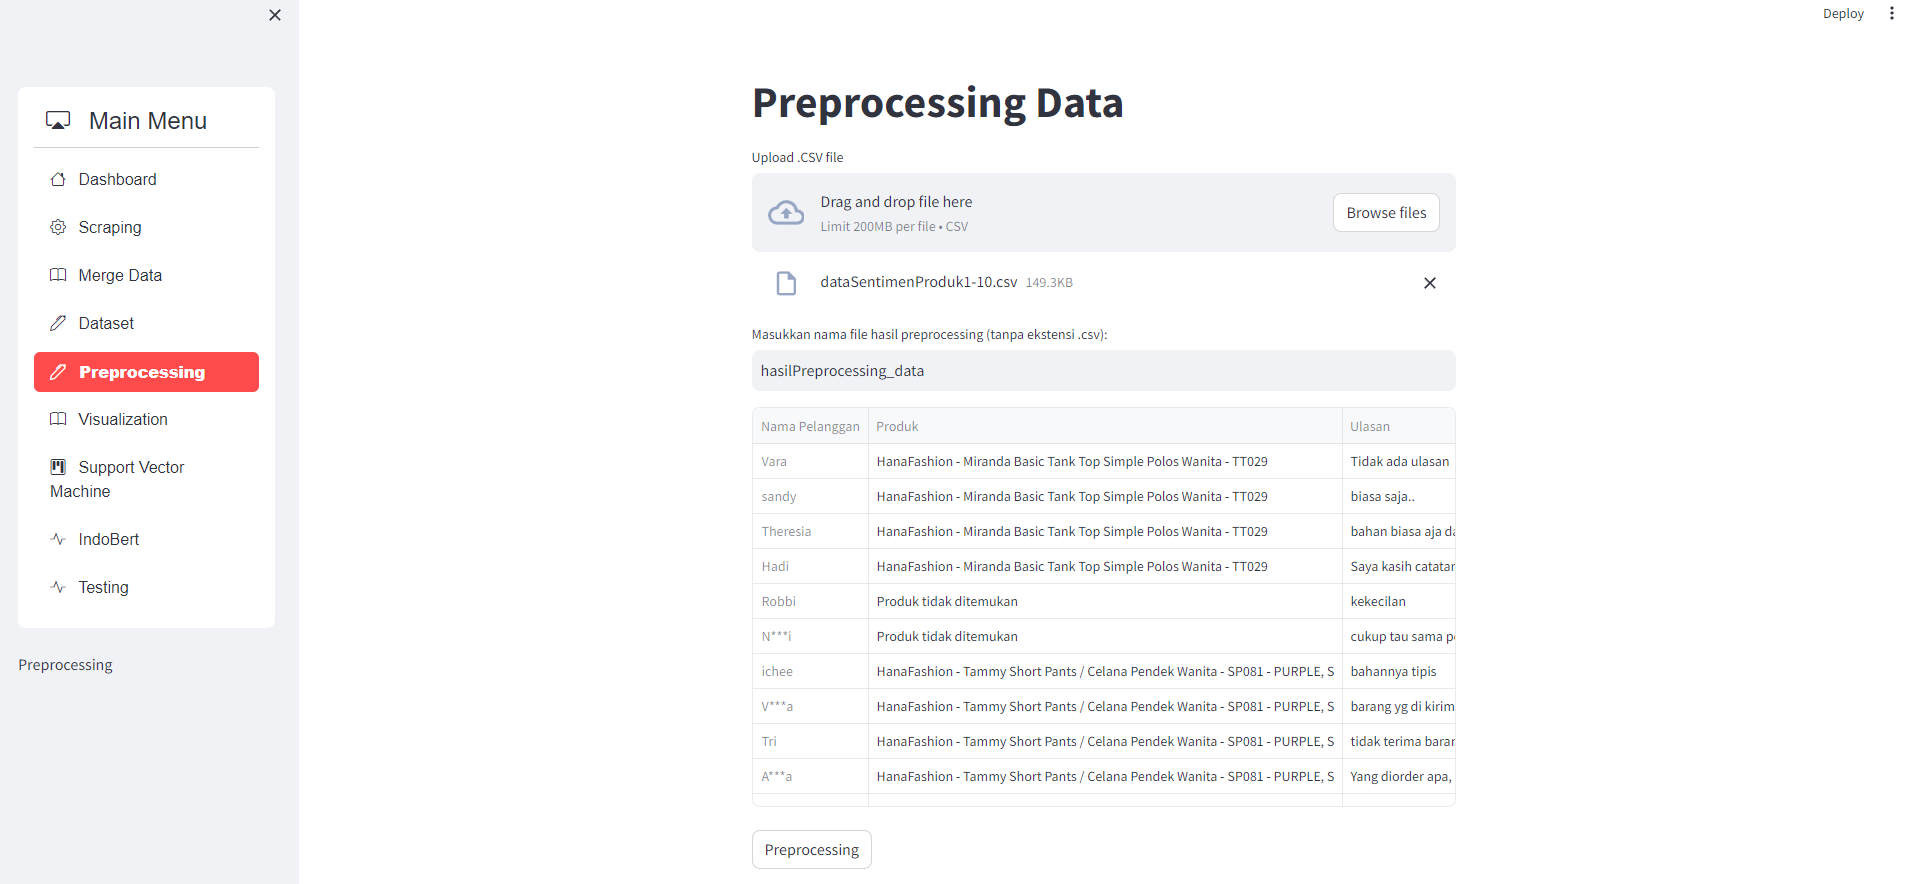 Deploy
Main Menu
Dashboard
Scraping
Merge Data
Dataset
Preprocessing
Visualization
Support Vector
Machine
IndoBert
Testing
Preprocessing
Preprocessing Data
Upload .CSV file
Drag and drop file here
Limit 200MB per file • CSV
Browse files
dataSentimenProduk1-10.csv 149.3KB
Masukkan nama file hasil preprocessing (tanpa ekstensi .csv):
hasilPreprocessing_data
Nama Pelanggan Produk Ulasan
Vara HanaFashion - Miranda Basic Tank Top Simple Polos Wanita - TT029 Tidak ada ulasan
sandy HanaFashion - Miranda Basic Tank Top Simple Polos Wanita - TT029 biasa saja..
Theresia HanaFashion - Miranda Basic Tank Top Simple Polos Wanita - TT029 bahan biasa aja
Hadi HanaFashion - Miranda Basic Tank Top Simple Polos Wanita - TT029 Saya kasih
Robbi Produk tidak ditemukan kekecilan
N***i Produk tidak ditemukan cukup tau sama
ichee HanaFashion - Tammy Short Pants / Celana Pendek Wanita - SP081 - PURPLE, S bahannya tipis
V***a HanaFashion - Tammy Short Pants / Celana Pendek Wanita - SP081 - PURPLE, S barang yg di kirim
Tri HanaFashion - Tammy Short Pants / Celana Pendek Wanita - SP081 - PURPLE, S tidak terima
A***a HanaFashion - Tammy Short Pants / Celana Pendek Wanita - SP081 - PURPLE, S Yang diorder apa,
Preprocessing